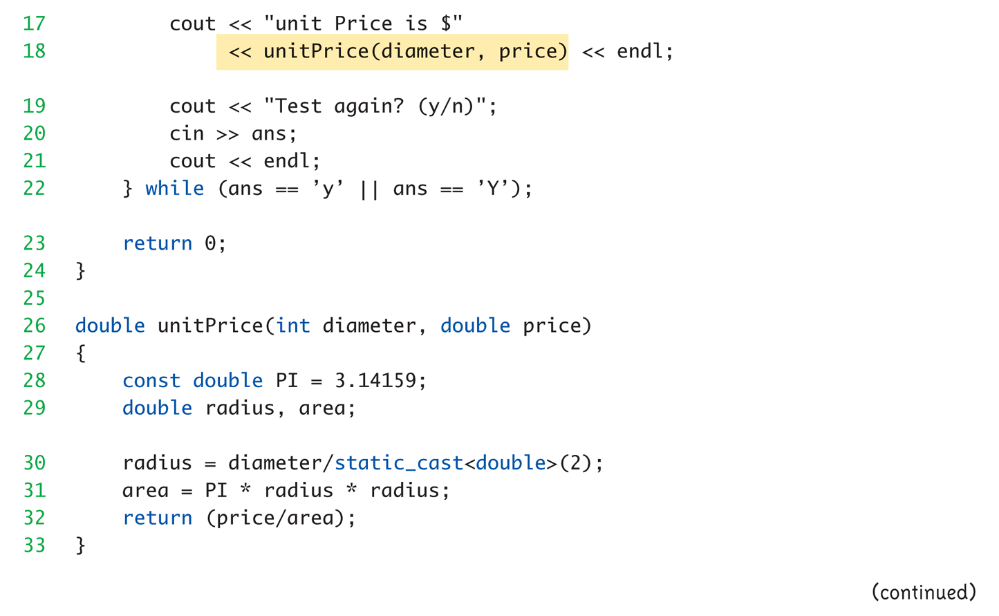 17 cout << "unit Price is $"
18 << unitPrice(diameter, price) << endl;
19 cout << "Test again? (y/n)";
20 cin >> ans;
21 cout << endl;
22 } while (ans == ’y’ || ans == ’Y’);
23 return 0;
24 }
25
26 double unitPrice(int diameter, double price)
27 {
28 const double PI = 3.14159;
29 double radius, area;
30 radius = diameter/static_cast<double>(2);
31 area = PI * radius * radius;
32 return (price/area);
33 }
(continued)